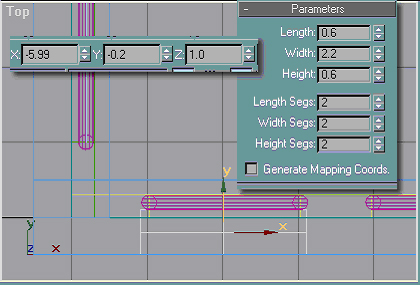 Top
X: -5.99 Y: -0.2 Z: 1.0
- Parameters
Length: 0.6
Width: 2.2
Height: 0.6
Length Segs: 2
Width Segs: 2
Height Segs: 2
Generate Mapping Coords.
y
x
y
z x